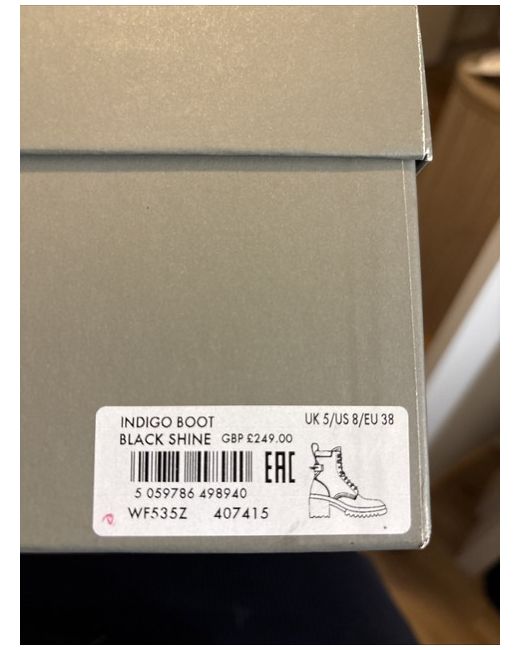 INDIGO BOOT UK 5/US 8/EU 38
BLACK SHINE GBP £249.00
EAC
5 059786 498940
WF535Z 407415